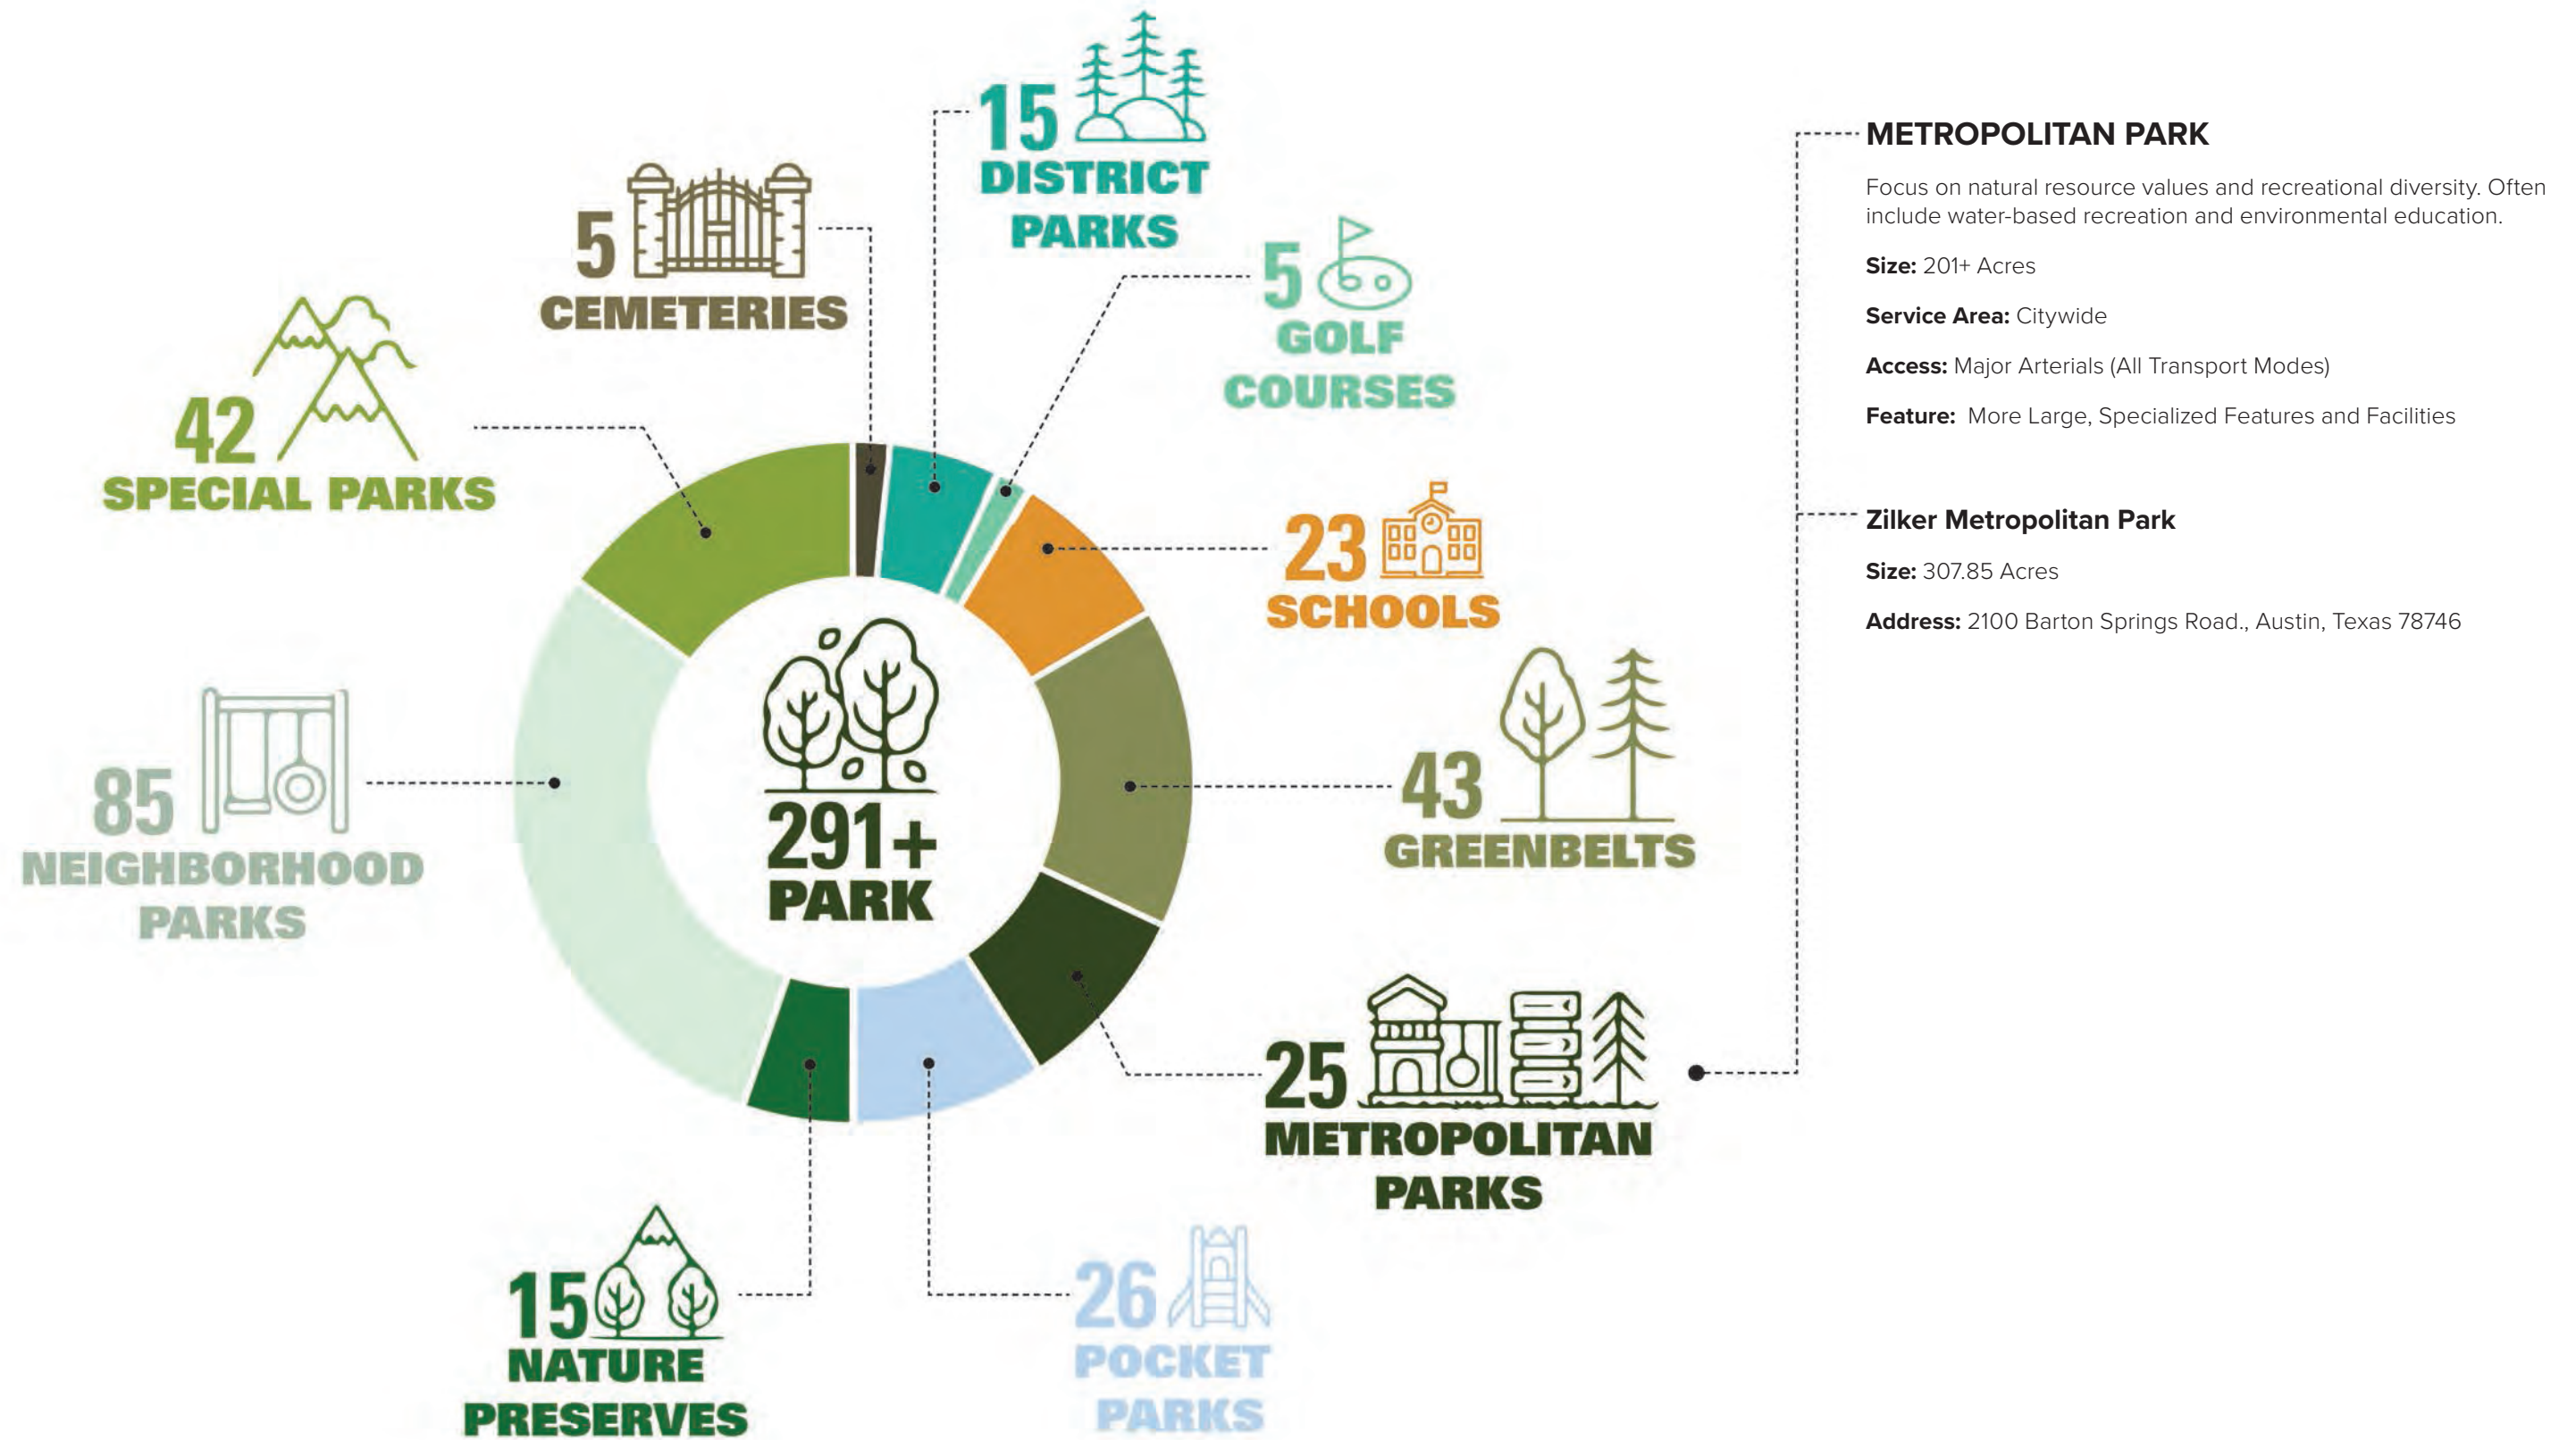 15
DISTRICT
PARKS
5
CEMETERIES
5
GOLF
COURSES
42
SPECIAL PARKS
23
SCHOOLS
85
NEIGHBORHOOD
PARKS
291+
PARK
43
GREENBELTS
25
METROPOLITAN
PARKS
15
NATURE
PRESERVES
26
POCKET
PARKS
METROPOLITAN PARK
Focus on natural resource values and recreational diversity. Often
include water-based recreation and environmental education.
Size: 201+ Acres
Service Area: Citywide
Access: Major Arterials (All Transport Modes)
Feature: More Large, Specialized Features and Facilities
Zilker Metropolitan Park
Size: 307.85 Acres
Address: 2100 Barton Springs Road., Austin, Texas 78746